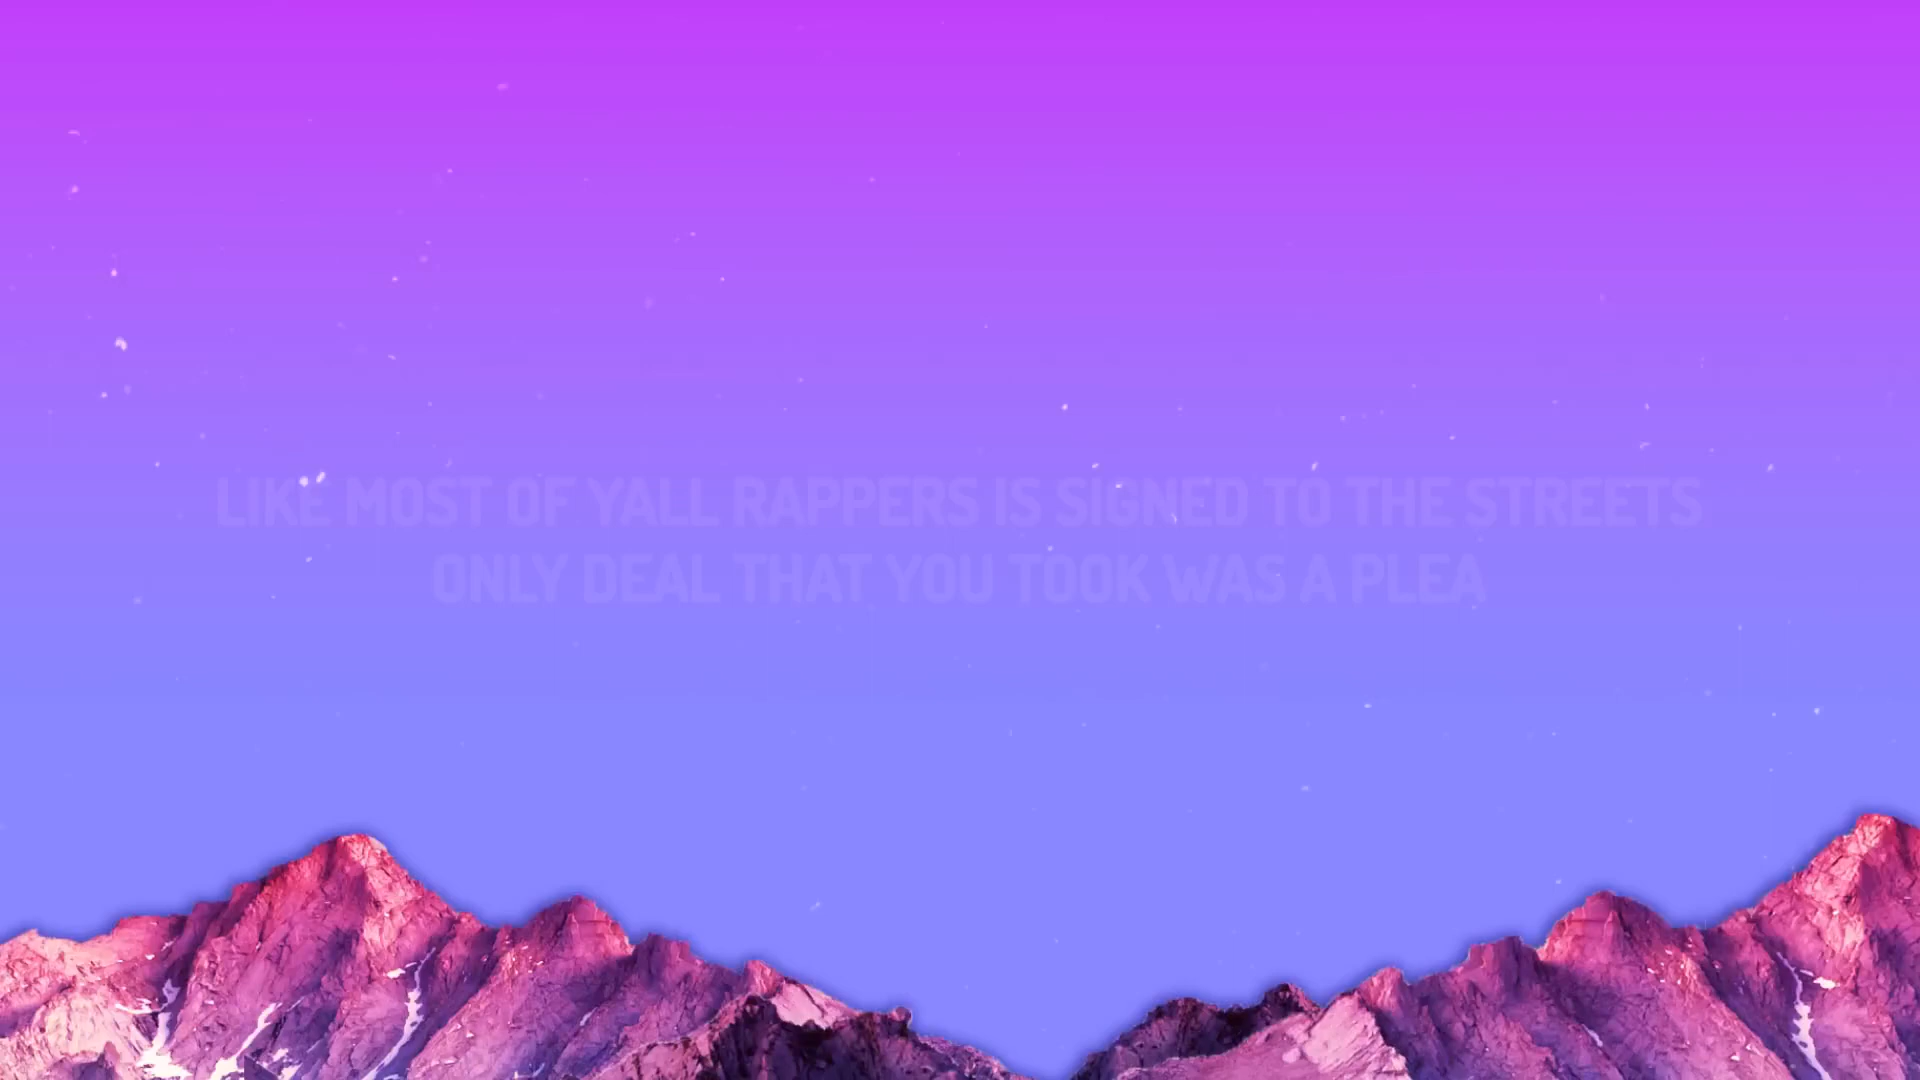 LIKE MOST OF YALL RAPPERS IS SIGNED TO THE STREETS
ONLY DEAL THAT YOU TOOK WAS A PLEA